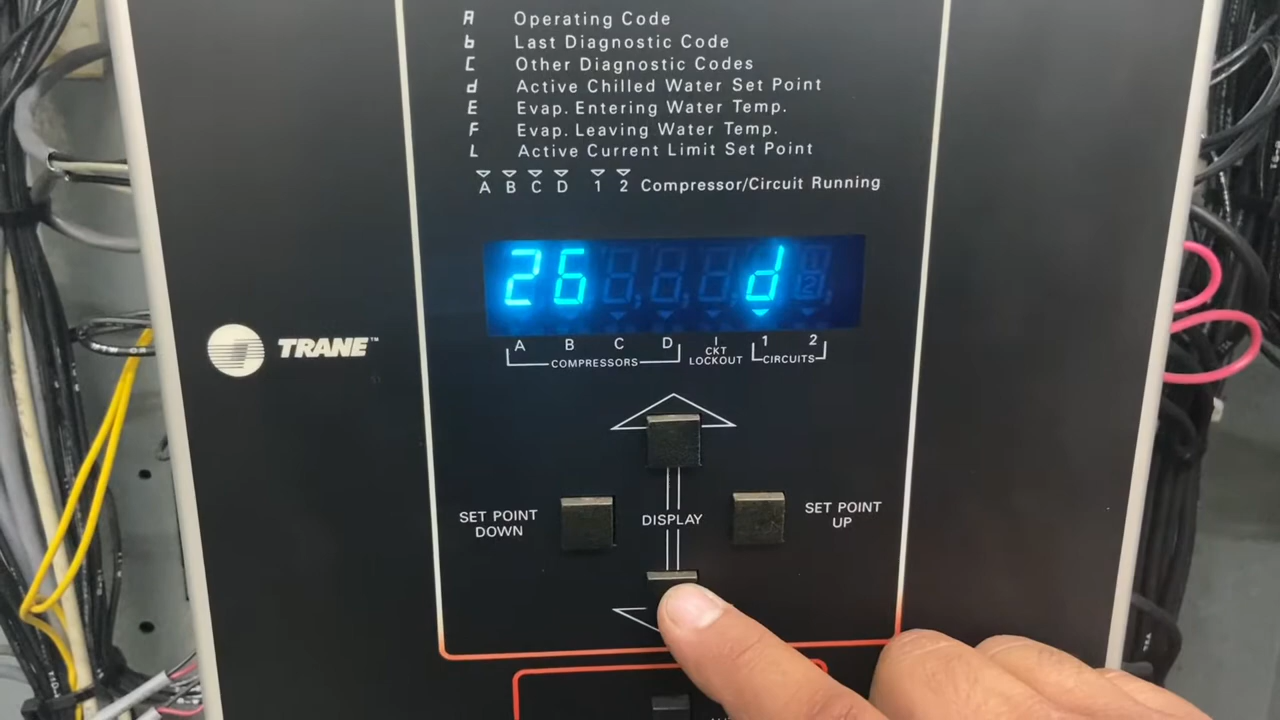 A Operating Code
b Last Diagnostic Code
C Other Diagnostic Codes
d Active Chilled Water Set Point
E Evap. Entering Water Temp.
F Evap. Leaving Water Temp.
L Active Current Limit Set Point
A B C D 1 2 Compressor/Circuit Running
26 d
A B C D I 1 2
COMPRESSORS CKT LOCKOUT CIRCUITS
TRANE™
SET POINT DOWN
DISPLAY
SET POINT UP